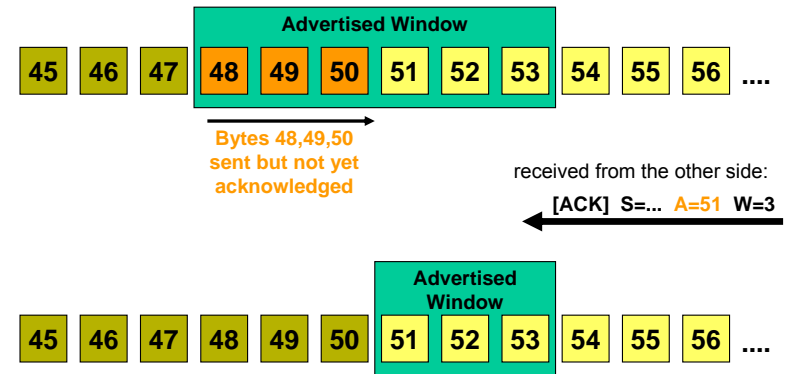 Advertised Window
45 46 47 48 49 50 51 52 53 54 55 56 ....
Bytes 48,49,50
sent but not yet
acknowledged
received from the other side:
[ACK] S=... A=51 W=3
Advertised
Window
45 46 47 48 49 50 51 52 53 54 55 56 ....